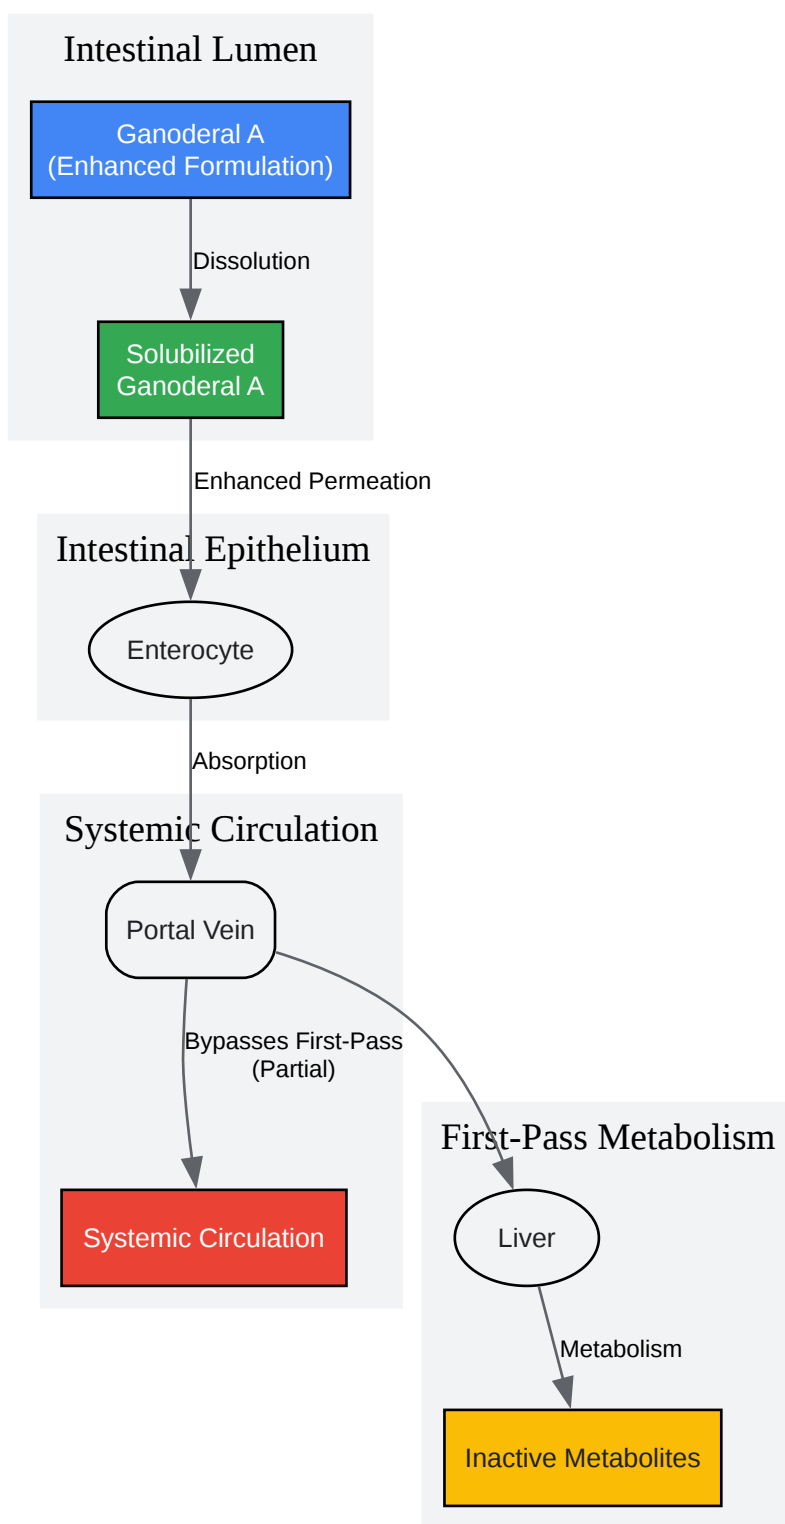 Intestinal Lumen
Ganoderal A
(Enhanced Formulation)
Dissolution
Solubilized
Ganoderal A
Enhanced Permeation
Intestinal Epithelium
Enterocyte
Absorption
Systemic Circulation
Portal Vein
Bypasses First-Pass
(Partial)
First-Pass Metabolism
Systemic Circulation
Liver
Metabolism
Inactive Metabolites